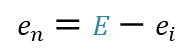 eₙ = E − eᵢ